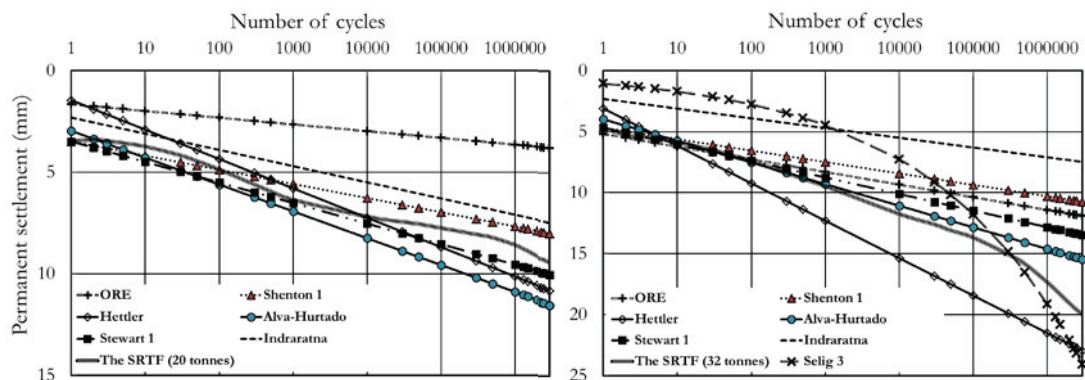 Number of cycles
1 10 100 1000 10000 100000 1000000
0
5
10
15
Permanent settlement (mm)
ORE Shenton 1
Hettler Alva-Hurtado
Stewart 1 Indraratna
The SRTF (20 tonnes)
Number of cycles
1 10 100 1000 10000 100000 1000000
0
5
10
15
20
25
ORE Shenton 1
Hettler Alva-Hurtado
Stewart 1 Indraratna
The SRTF (32 tonnes) Selig 3